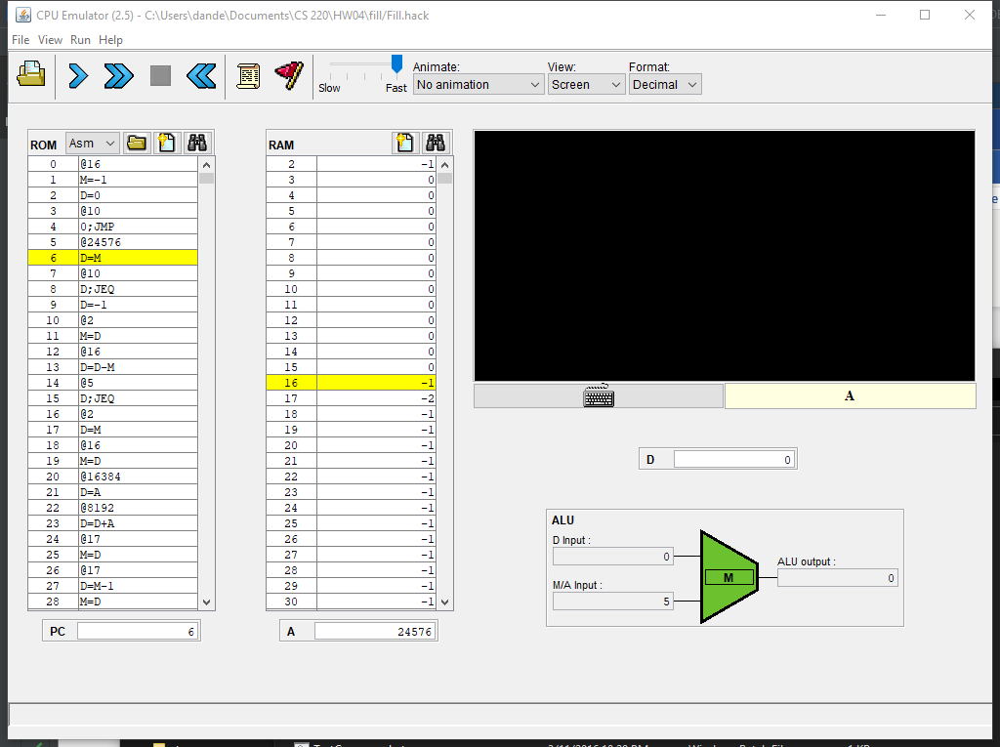 CPU Emulator (2.5) - C:\Users\dande\Documents\CS 220\HW04\fill/Fill.hack
File View Run Help
Slow
Fast
Animate:
No animation
View:
Screen
Format:
Decimal
ROM Asm
0 @16
1 M=-1
2 D=0
3 @10
4 0;JMP
5 @24576
6 D=M
7 @10
8 D;JEQ
9 D=-1
10 @2
11 M=D
12 @16
13 D=D-M
14 @5
15 D;JEQ
16 @2
17 D=M
18 @16
19 M=D
20 @16384
21 D=A
22 @8192
23 D=D+A
24 @17
25 M=D
26 @17
27 D=M-1
28 M=D
PC 6
RAM
2 -1
3 0
4 0
5 0
6 0
7 0
8 0
9 0
10 0
11 0
12 0
13 0
14 0
15 0
16 -1
17 -2
18 -1
19 -1
20 -1
21 -1
22 -1
23 -1
24 -1
25 -1
26 -1
27 -1
28 -1
29 -1
30 -1
A 24576
A
D 0
ALU
D Input :
0
M/A Input :
5
M
ALU output :
0